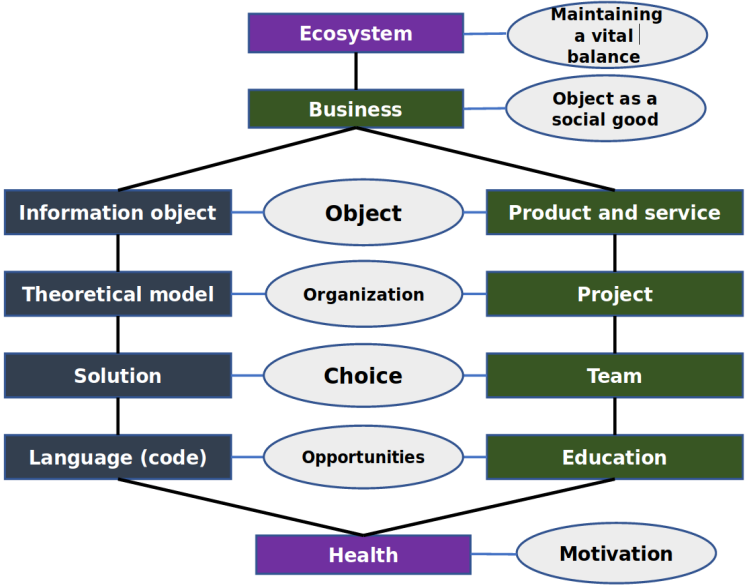 Ecosystem
Maintaining
a vital
balance
Business
Object as a
social good
Information object
Object
Product and service
Theoretical model
Organization
Project
Solution
Choice
Team
Language (code)
Opportunities
Education
Health
Motivation